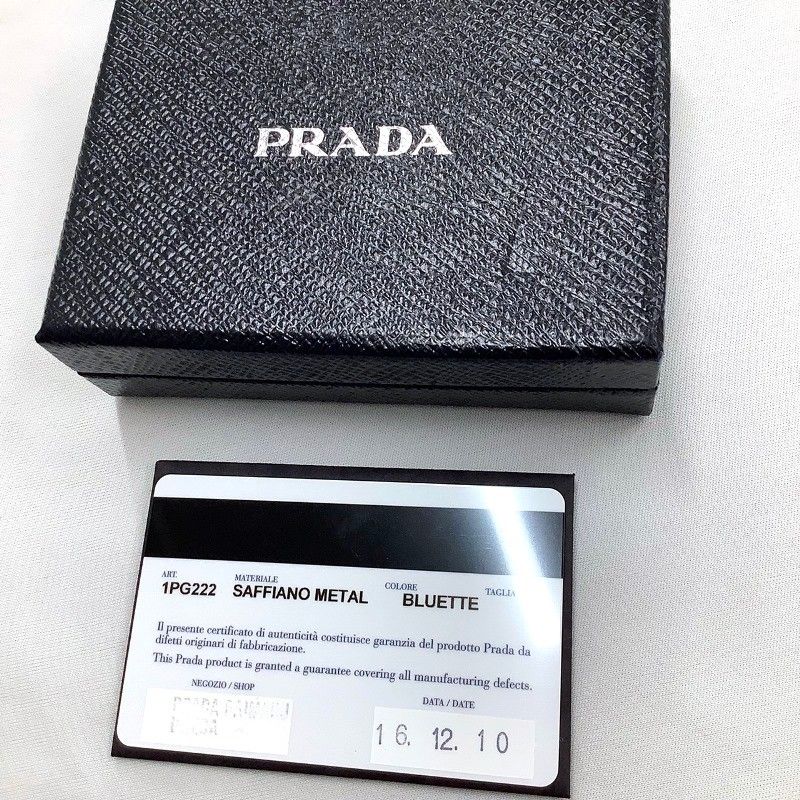 PRADA
ART. MATERIALE COLORE TAGLIA
1PG222 SAFFIANO METAL BLUETTE
Il presente certificato di autenticità costituisce garanzia del prodotto Prada da
difetti originari di fabbricazione.
This Prada product is granted a guarantee covering all manufacturing defects.
NEGOZIO / SHOP
DATA / DATE
PRADA
16. 12. 10